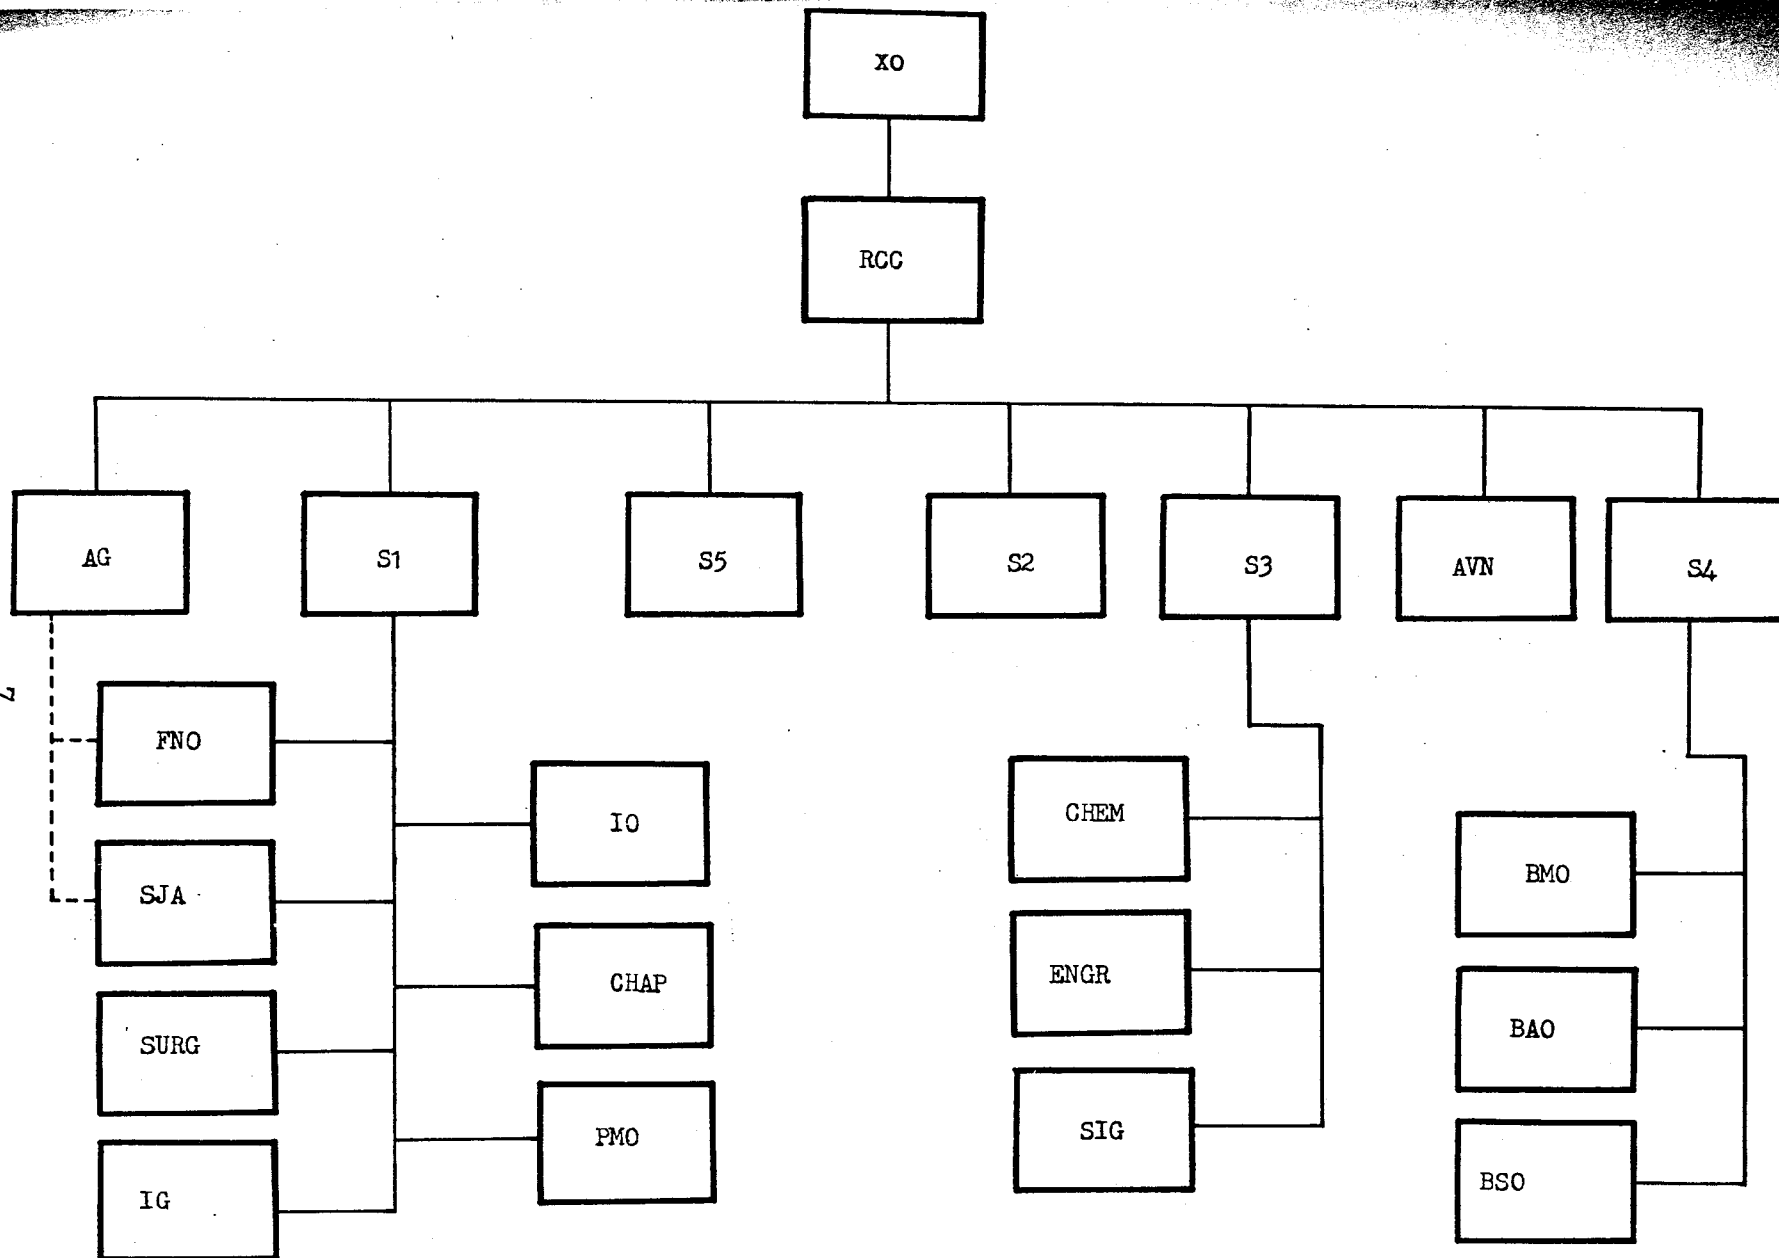 XO
RCC
AG
S1
S5
S2
S3
AVN
S4
FNO
IO
CHEM
BMO
SJA
CHAP
ENGR
BAO
SURG
PMO
SIG
BSO
IG
7